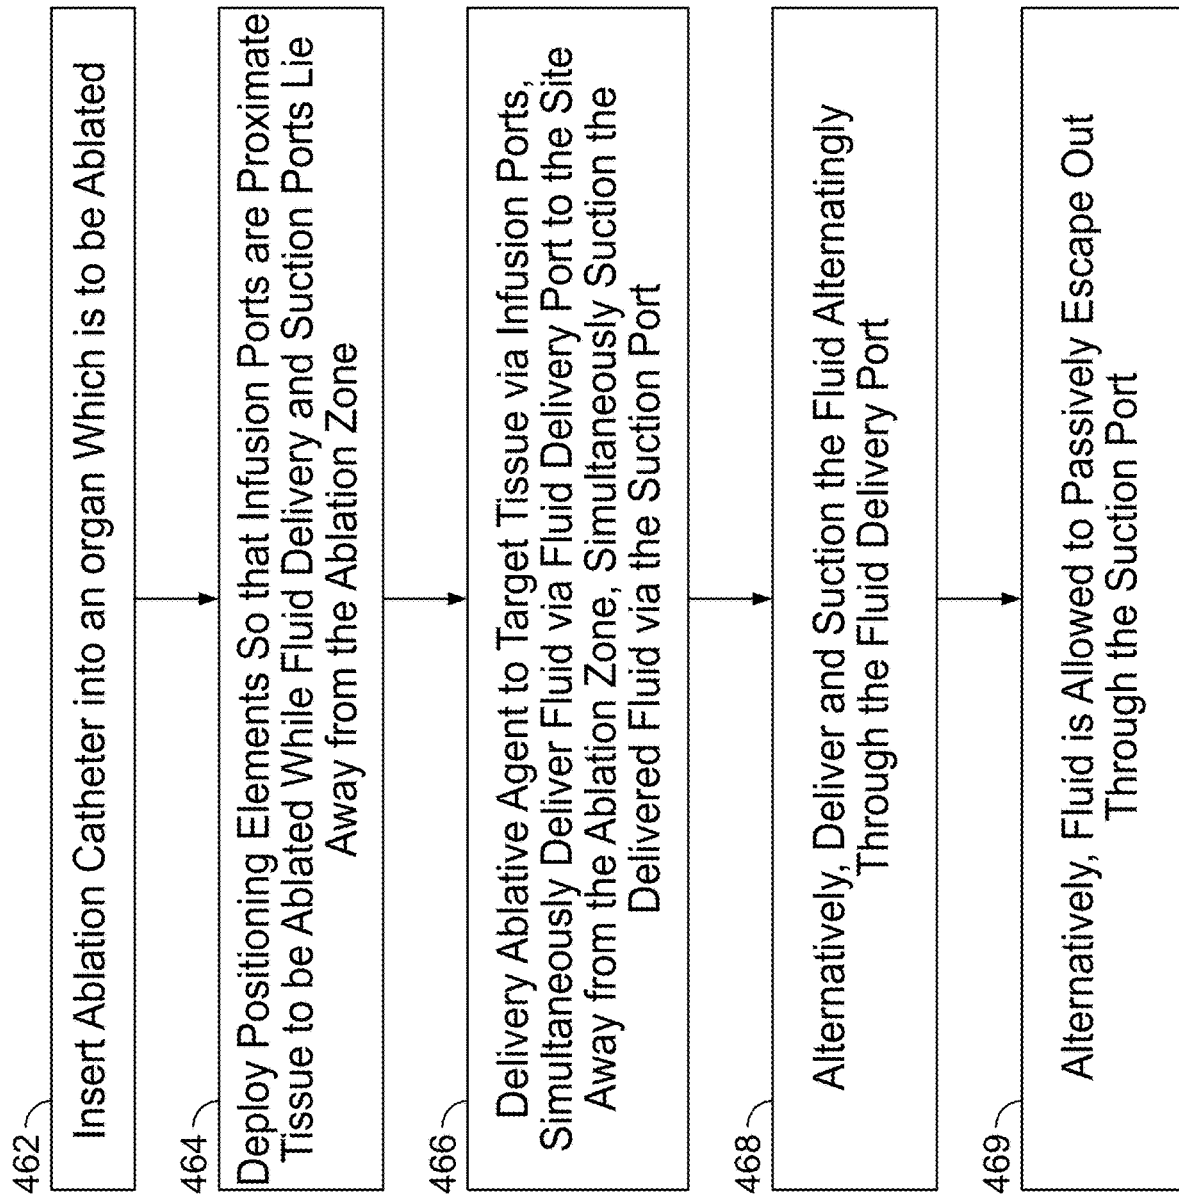 462
Insert Ablation Catheter into an organ Which is to be Ablated
464
Deploy Positioning Elements So that Infusion Ports are Proximate
Tissue to be Ablated While Fluid Delivery and Suction Ports Lie
Away from the Ablation Zone
466
Delivery Ablative Agent to Target Tissue via Infusion Ports,
Simultaneously Deliver Fluid via Fluid Delivery Port to the Site
Away from the Ablation Zone, Simultaneously Suction the
Delivered Fluid via the Suction Port
468
Alternatively, Deliver and Suction the Fluid Alternatingly
Through the Fluid Delivery Port
469
Alternatively, Fluid is Allowed to Passively Escape Out
Through the Suction Port